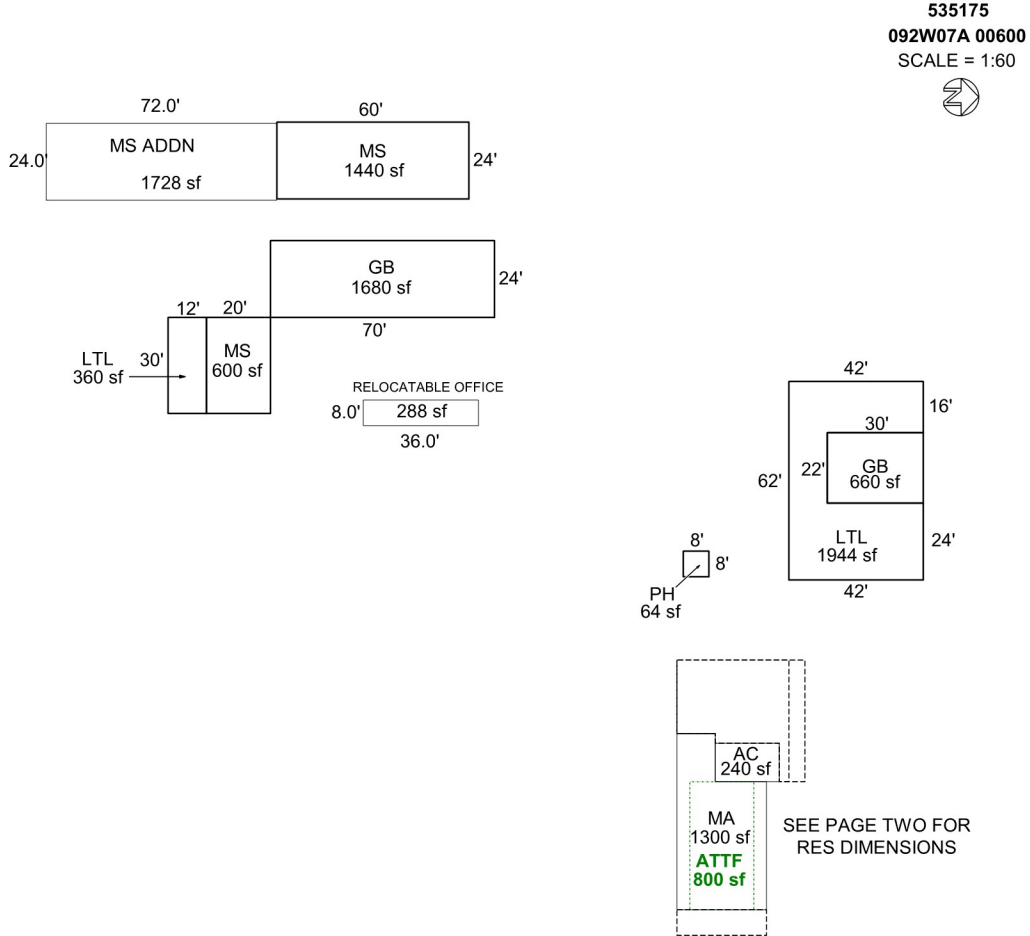 535175
092W07A 00600
SCALE = 1:60
N
72.0'
60'
24.0'
MS ADDN
1728 sf
MS
1440 sf
24'
GB
1680 sf
24'
12'
20'
70'
LTL
360 sf
30'
MS
600 sf
RELOCATABLE OFFICE
8.0'
288 sf
36.0'
42'
16'
30'
62'
22'
GB
660 sf
LTL
1944 sf
24'
42'
8'
8'
PH
64 sf
AC
240 sf
MA
1300 sf
ATTF
800 sf
SEE PAGE TWO FOR
RES DIMENSIONS